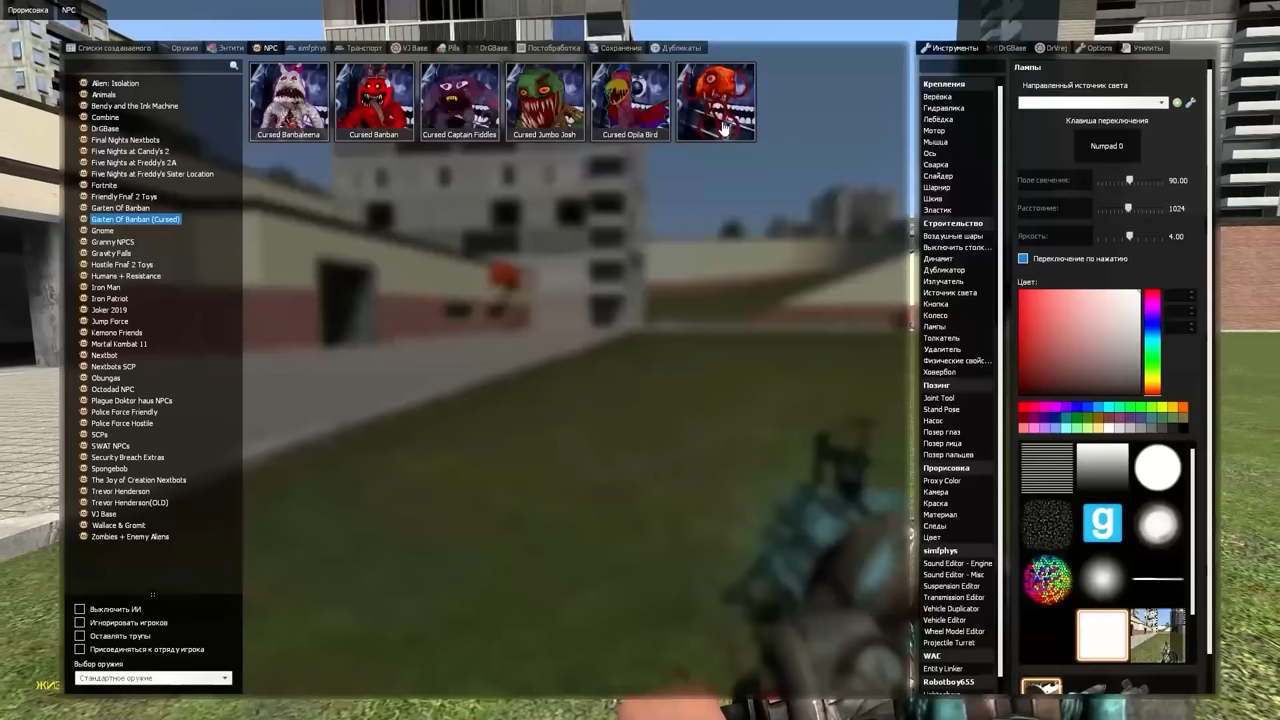 Прорисовка NPC
Списки создаваемого Оружие Энтити NPC simfphys Транспорт VJ Base Pills DrGBase Постобработка Сохранения Дубликаты
Alien: Isolation
Animals
Bendy and the Ink Machine
Combine
DrGBase
Final Nights Nextbots
Five Nights at Candy's 2
Five Nights at Freddy's 2A
Five Nights at Freddy's Sister Location
Fortnite
Friendly Fnaf 2 Toys
Garten Of Banban
Garten Of Banban (Cursed)
Gnome
Granny NPCS
Gravity Falls
Hostile Fnaf 2 Toys
Humans + Resistance
Iron Man
Iron Patriot
Joker 2019
Jump Force
Kemono Friends
Mortal Kombat 11
Nextbot
Nextbots SCP
Obungas
Octodad NPC
Plague Doktor haus NPCs
Police Force Friendly
Police Force Hostile
SCPs
SWAT NPCs
Security Breach Extras
Spongebob
The Joy of Creation Nextbots
Trevor Henderson
Trevor Henderson(OLD)
VJ Base
Wallace & Gromit
Zombies + Enemy Aliens
Выключить ИИ
Игнорировать игроков
Оставлять трупы
Присоединяться к отряду игрока
Выбор оружия
Стандартное оружие
Cursed Banbaleena
Cursed Banban
Cursed Captain Fiddles
Cursed Jumbo Josh
Cursed Opila Bird
Инструменты DrGBase DrVrej Options Утилиты
Крепления
Верёвка
Гидравлика
Лебёдка
Мотор
Мышца
Ось
Сварка
Слайдер
Шарнир
Шкив
Эластик
Строительство
Воздушные шары
Выключить столк...
Динамит
Дубликатор
Излучатель
Источник света
Кнопка
Колесо
Лампы
Толкатель
Удалитель
Физические свойс...
Ховербол
Позинг
Joint Tool
Stand Pose
Насос
Позер глаз
Позер лица
Позер пальцев
Прорисовка
Proxy Color
Камера
Краска
Материал
Следы
Цвет
simfphys
Sound Editor - Engine
Sound Editor - Misc
Suspension Editor
Transmission Editor
Vehicle Duplicator
Vehicle Editor
Wheel Model Editor
Projectile Turret
WAC
Entity Linker
Robotboy655
Лампы
Направленный источник света
Клавиша переключения
Numpad 0
Поле свечения: 90.00
Расстояние: 1024
Яркость: 4.00
Переключение по нажатию
Цвет:
g